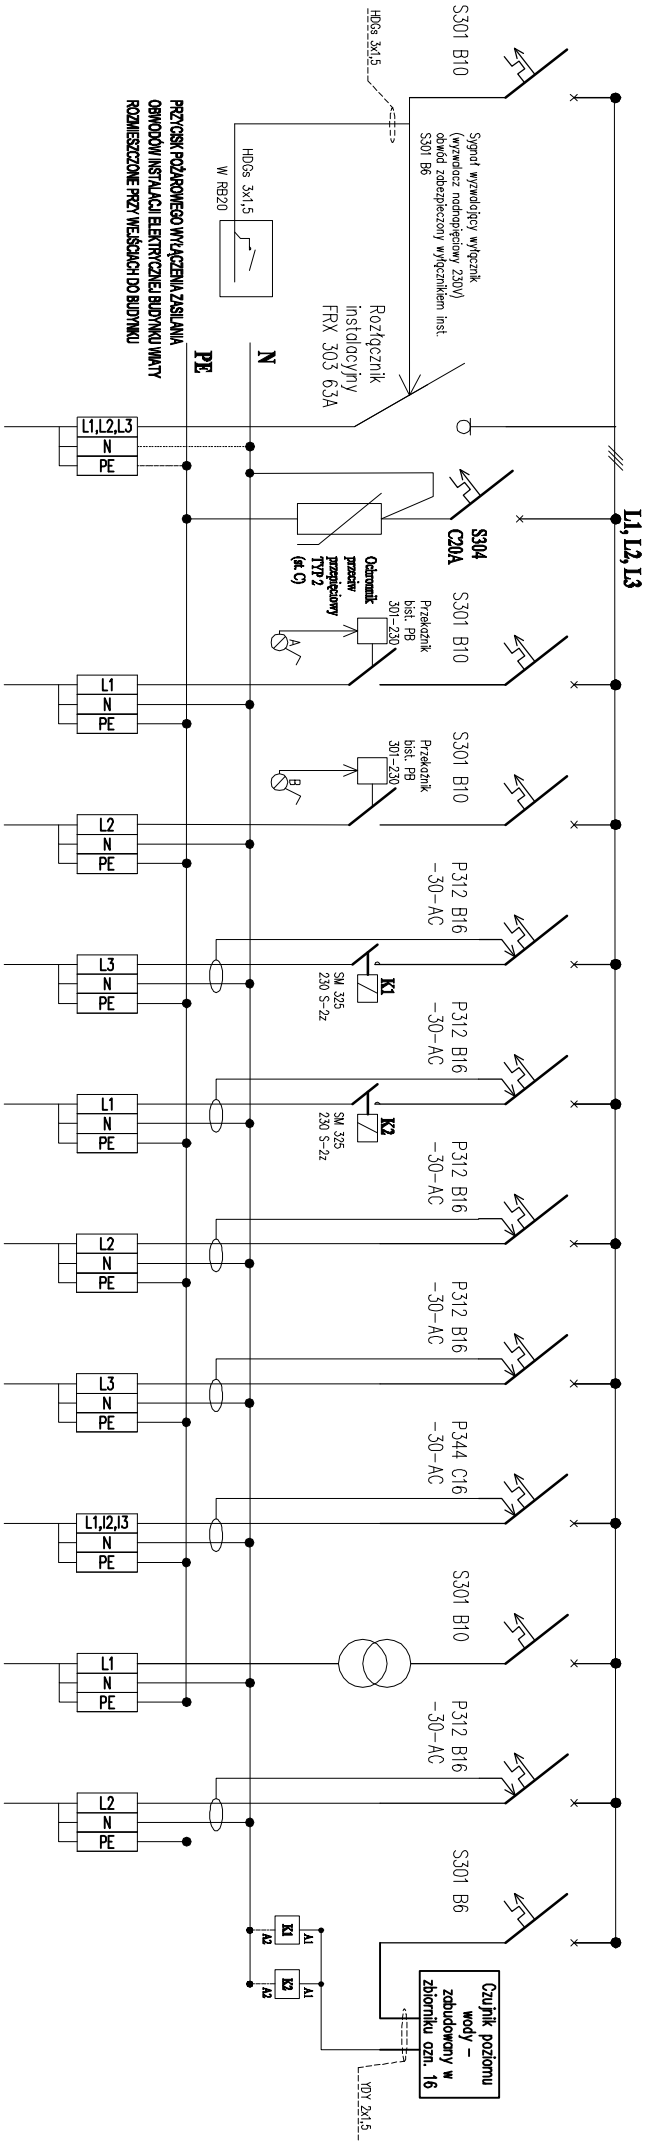 L1, L2, L3
S301 B10
HDGs 3x1,5
Sygnał wyzwalający wyłącznik
(wyzwalacz nadnapięciowy 230V)
obwód zabezpieczony wyłącznikiem inst.
S301 B6
HDGs 3x1,5
W RB20
PRZYCISK POŻAROWEGO WYŁĄCZENIA ZASILANIA
OBWODÓW INSTALACJI ELEKTRYCZNEJ BUDYNKU WIATY
ROZMIESZCZONE PRZY WEJŚCIACH DO BUDYNKU
Rozłącznik
instalacyjny
FRX 303 63A
N
PE
L1,L2,L3
N
PE
S304
C20A
Ochronnik
przeciw
przepięciowy
TYP 2
(st. C)
S301 B10
Przekaźnik
bist. PB
301-230
A
L1
N
PE
S301 B10
Przekaźnik
bist. PB
301-230
B
L2
N
PE
P312 B16
-30-AC
K1
SM 325
230 S-2z
L3
N
PE
P312 B16
-30-AC
K2
SM 325
230 S-2z
L1
N
PE
P312 B16
-30-AC
L2
N
PE
P312 B16
-30-AC
L3
N
PE
P344 C16
-30-AC
L1,l2,l3
N
PE
S301 B10
L1
N
PE
P312 B16
-30-AC
L2
N
PE
S301 B6
Czujnik poziomu
wody -
zabudowany w
zbiorniku ozn. 16
A1
K1
A2
A1
K2
A2
YDY 2x1,5